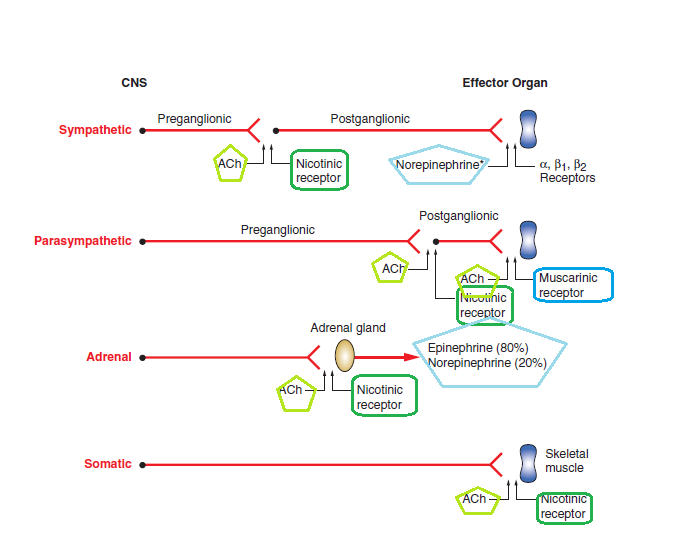 CNS
Effector Organ
Preganglionic
Postganglionic
Sympathetic
ACh
Nicotinic
receptor
Norepinephrine*
α, β1, β2
Receptors
Postganglionic
Preganglionic
Parasympathetic
ACh
ACh
Muscarinic
receptor
Nicotinic
receptor
Adrenal gland
Adrenal
Epinephrine (80%)
Norepinephrine (20%)
ACh
Nicotinic
receptor
Somatic
Skeletal
muscle
ACh
Nicotinic
receptor